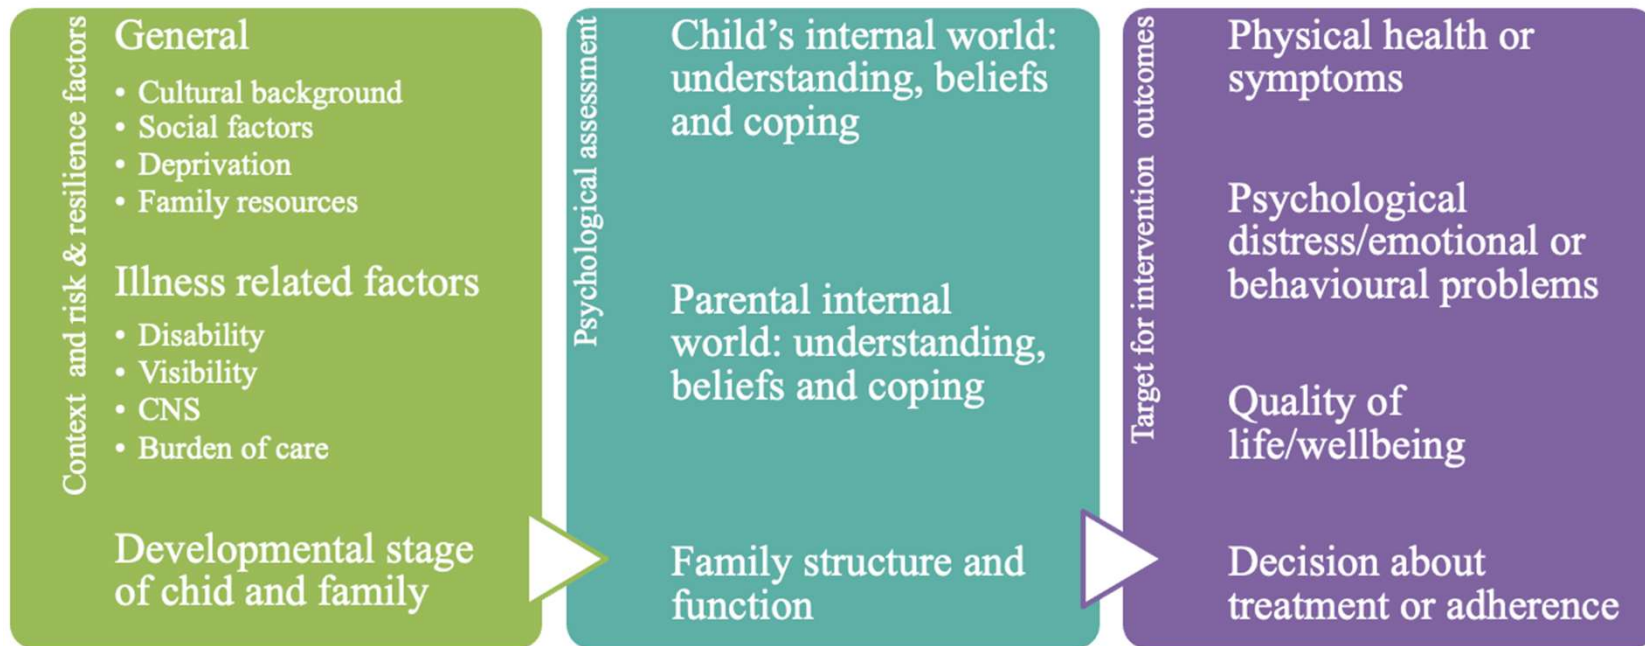 Context and risk & resilience factors
General
• Cultural background
• Social factors
• Deprivation
• Family resources
Illness related factors
• Disability
• Visibility
• CNS
• Burden of care
Developmental stage
of chid and family
Psychological assessment
Child’s internal world:
understanding, beliefs
and coping
Parental internal
world: understanding,
beliefs and coping
Family structure and
function
Target for intervention outcomes
Physical health or
symptoms
Psychological
distress/emotional or
behavioural problems
Quality of
life/wellbeing
Decision about
treatment or adherence